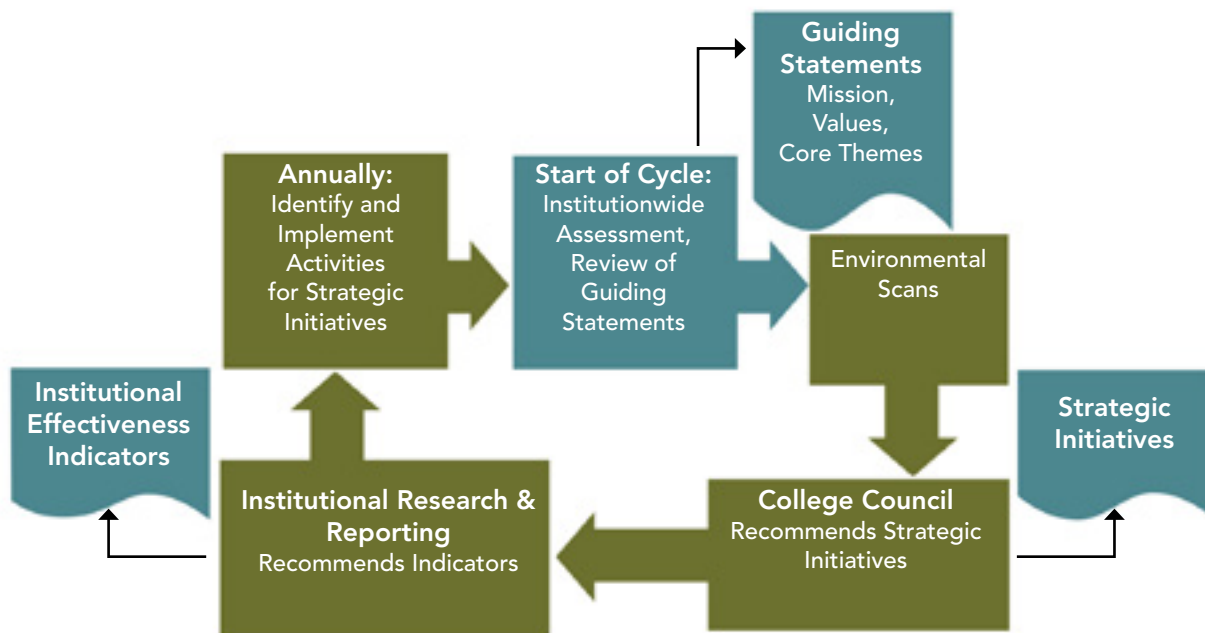 Guiding
Statements
Mission,
Values,
Core Themes
Annually:
Identify and
Implement
Activities
for Strategic
Initiatives
Start of Cycle:
Institutionwide
Assessment,
Review of
Guiding
Statements
Environmental
Scans
Institutional
Effectiveness
Indicators
Strategic
Initiatives
Institutional Research &
Reporting
Recommends Indicators
College Council
Recommends Strategic
Initiatives